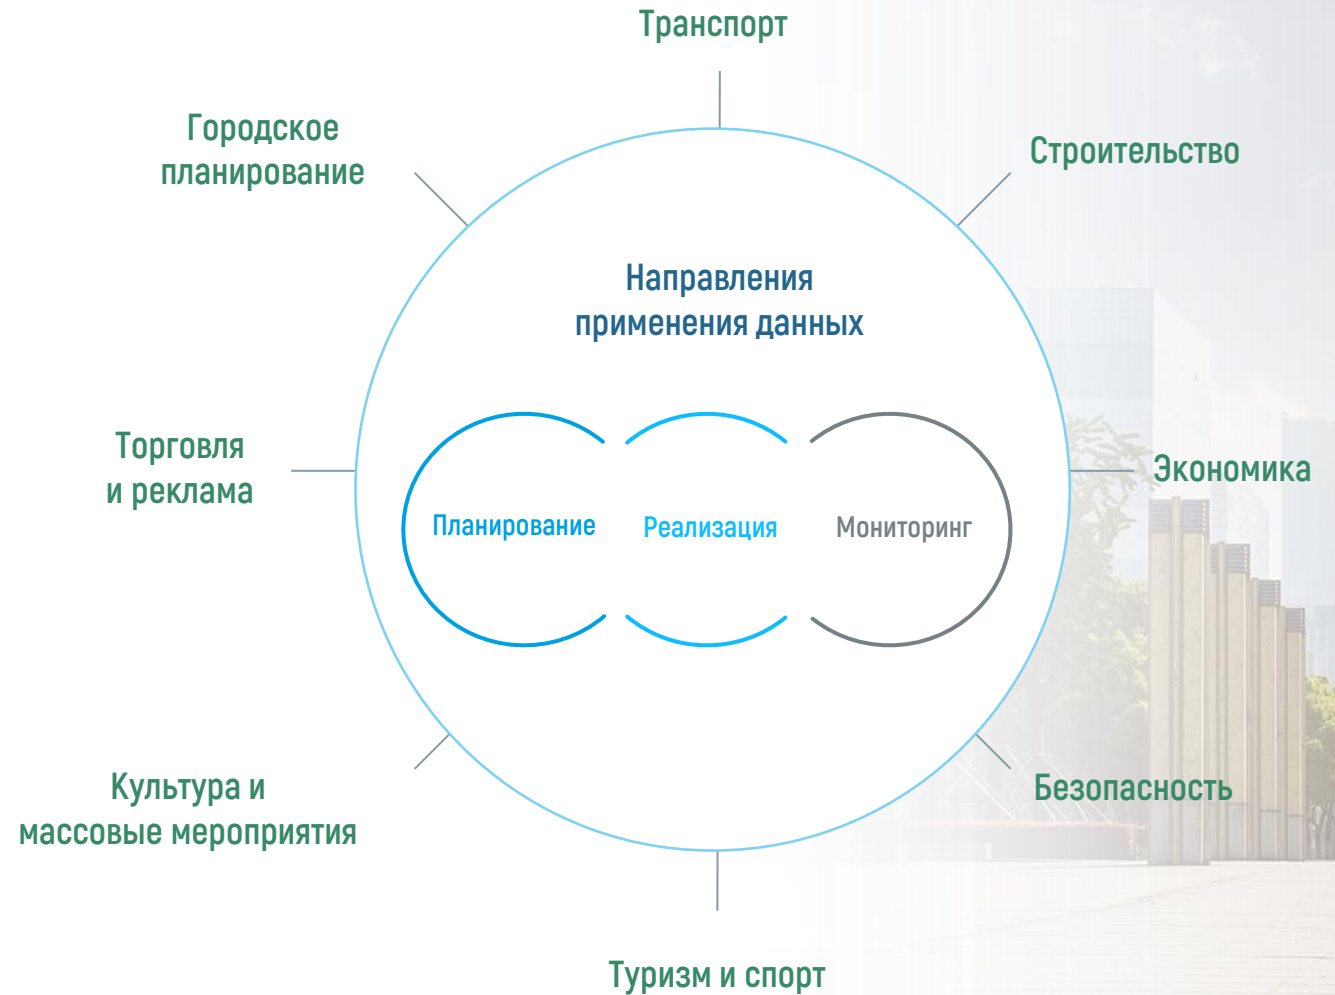 Транспорт
Городское
планирование
Строительство
Направления
применения данных
Торговля
и реклама
Экономика
Планирование
Реализация
Мониторинг
Культура и
массовые мероприятия
Безопасность
Туризм и спорт